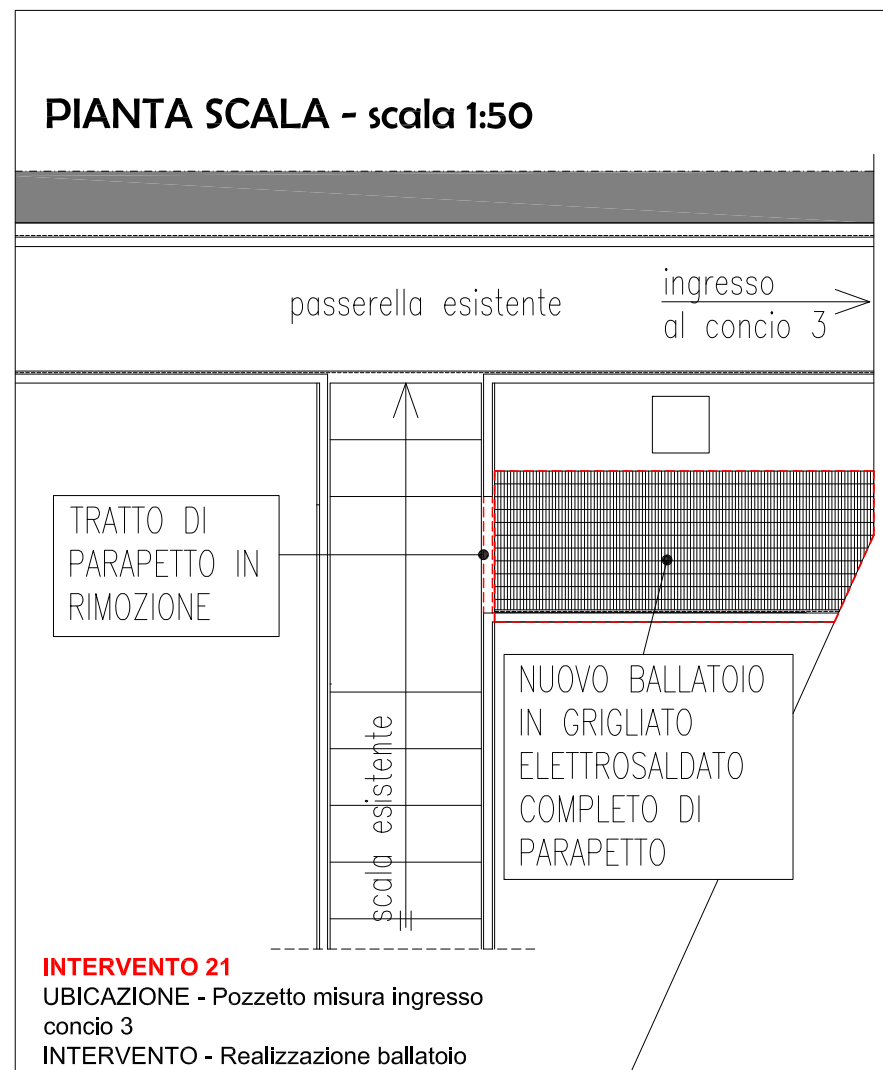 PIANTA SCALA - scala 1:50
passerella esistente
ingresso
al concio 3
TRATTO DI
PARAPETTO IN
RIMOZIONE
NUOVO BALLATOIO
IN GRIGLIATO
ELETTROSALDATO
COMPLETO DI
PARAPETTO
scala esistente
INTERVENTO 21
UBICAZIONE - Pozzetto misura ingresso
concio 3
INTERVENTO - Realizzazione ballatoio